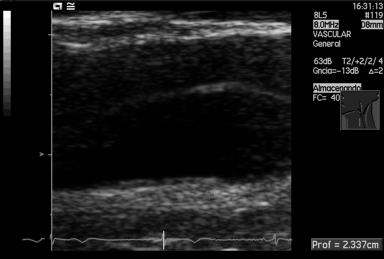 16:31:13
8L5 #119
8.0MHz 38mm
VASCULAR
General
63dB T2/+2/2/ 4
Gncia=-13dB Δ=2
Almacenando
FC= 40
Prof = 2.337cm